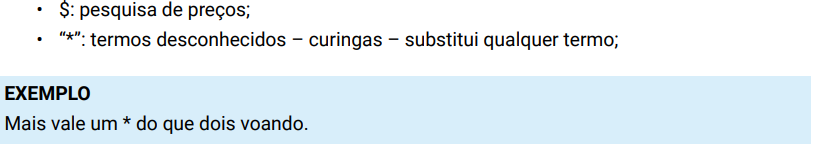 • $: pesquisa de preços;
• “*”: termos desconhecidos – curingas – substitui qualquer termo;
EXEMPLO
Mais vale um * do que dois voando.